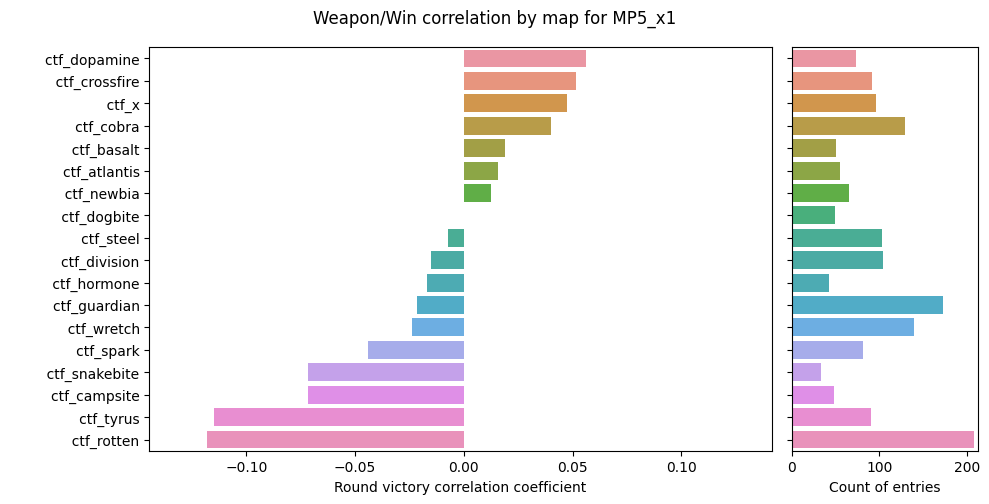 Weapon/Win correlation by map for MP5_x1
ctf_dopamine
ctf_crossfire
ctf_x
ctf_cobra
ctf_basalt
ctf_atlantis
ctf_newbia
ctf_dogbite
ctf_steel
ctf_division
ctf_hormone
ctf_guardian
ctf_wretch
ctf_spark
ctf_snakebite
ctf_campsite
ctf_tyrus
ctf_rotten
−0.10 −0.05 0.00 0.05 0.10
Round victory correlation coefficient
0 100 200
Count of entries